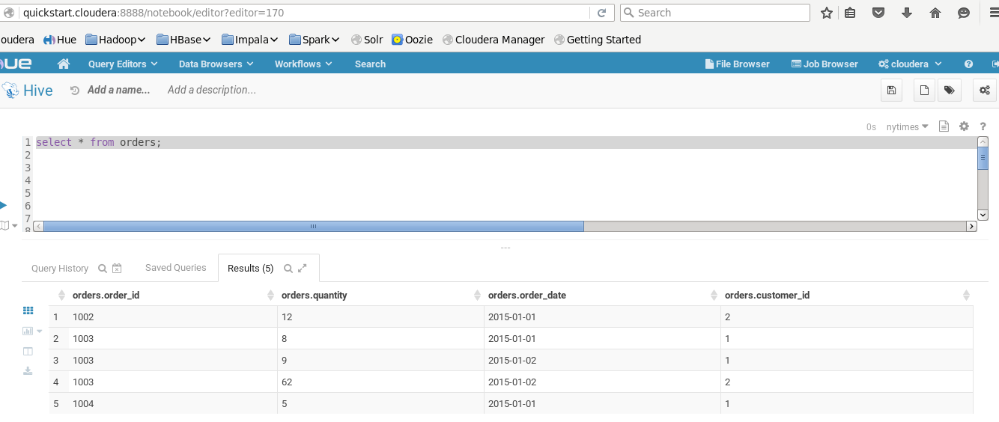 quickstart.cloudera:8888/notebook/editor?editor=170 Search
oudera Hue Hadoop HBase Impala Spark Solr Oozie Cloudera Manager Getting Started
UE Query Editors Data Browsers Workflows Search File Browser Job Browser cloudera
Hive Add a name... Add a description...
0s nytimes ?
1 select * from orders;
2
3
4
5
6
7
8
Query History Saved Queries Results (5)
orders.order_id orders.quantity orders.order_date orders.customer_id
1 1002 12 2015-01-01 2
2 1003 8 2015-01-01 1
3 1003 9 2015-01-02 1
4 1003 62 2015-01-02 2
5 1004 5 2015-01-01 1